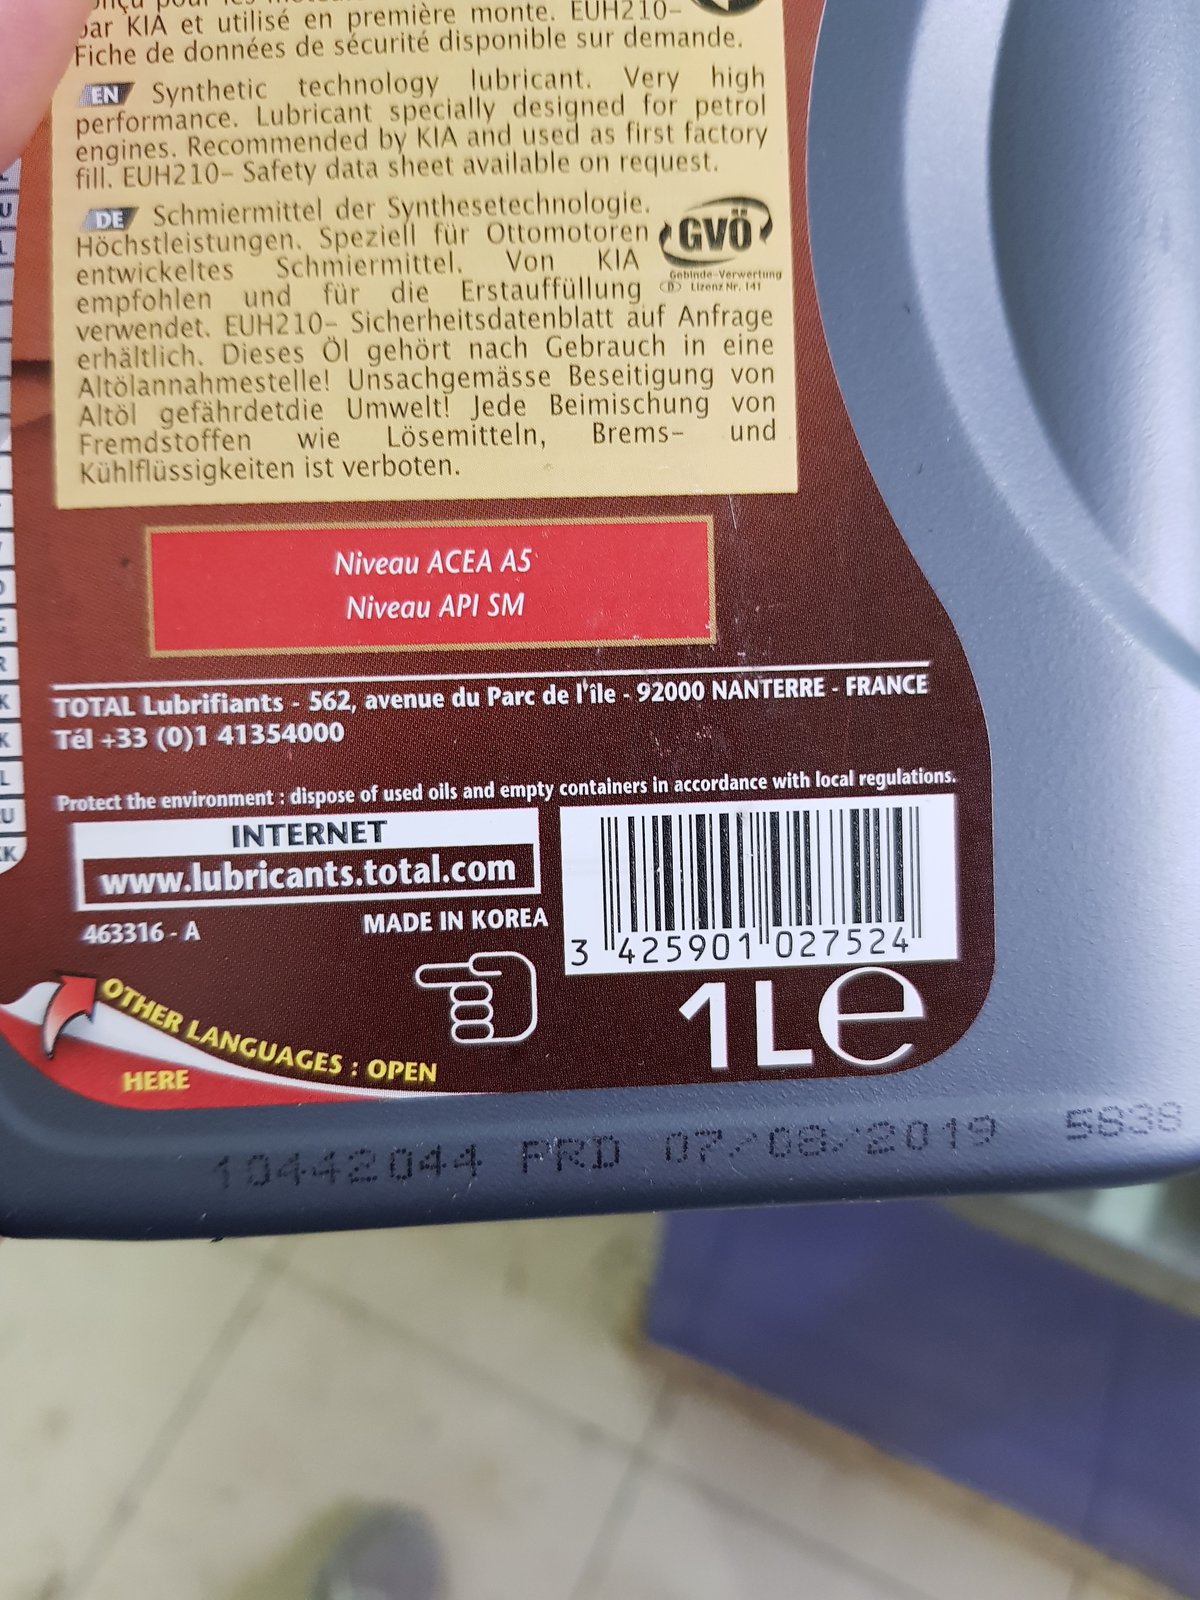 par KIA et utilisé en première monte. EUH210-
Fiche de données de sécurité disponible sur demande.
EN Synthetic technology lubricant. Very high
performance. Lubricant specially designed for petrol
engines. Recommended by KIA and used as first factory
fill. EUH210- Safety data sheet available on request.
DE Schmiermittel der Synthesetechnologie.
Höchstleistungen. Speziell für Ottomotoren
entwickeltes Schmiermittel. Von KIA
empfohlen und für die Erstauffüllung
verwendet. EUH210- Sicherheitsdatenblatt auf Anfrage
erhältlich. Dieses Öl gehört nach Gebrauch in eine
Altölannahmestelle! Unsachgemässe Beseitigung von
Altöl gefährdetdie Umwelt! Jede Beimischung von
Fremdstoffen wie Lösemitteln, Brems- und
Kühlflüssigkeiten ist verboten.
GVÖ
Gebinde-Verwertung
D Lizenz Nr. 141
Niveau ACEA A5
Niveau API SM
TOTAL Lubrifiants - 562, avenue du Parc de l'île - 92000 NANTERRE - FRANCE
Tél +33 (0)1 41354000
Protect the environment : dispose of used oils and empty containers in accordance with local regulations.
INTERNET
www.lubricants.total.com
463316 - A
MADE IN KOREA
3 425901 027524
1L e
OTHER LANGUAGES : OPEN
HERE
10442044 PRD 07/08/2019 5838